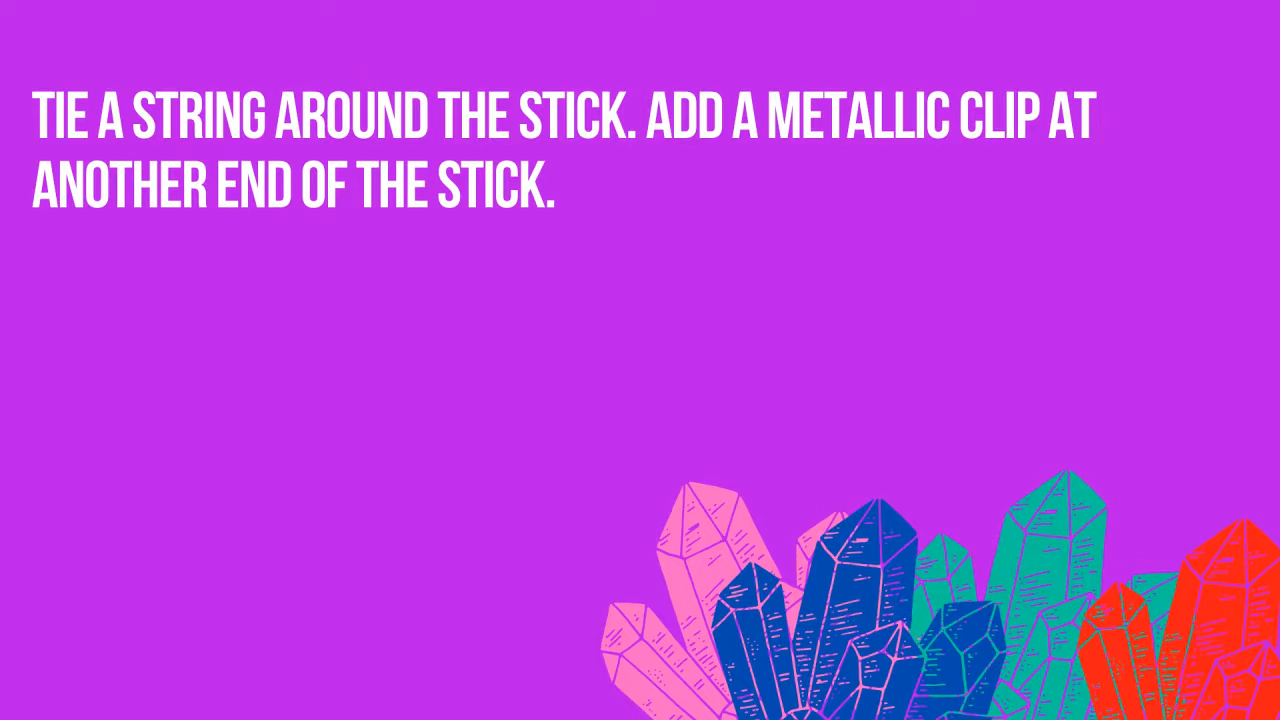 TIE A STRING AROUND THE STICK. ADD A METALLIC CLIP AT
ANOTHER END OF THE STICK.